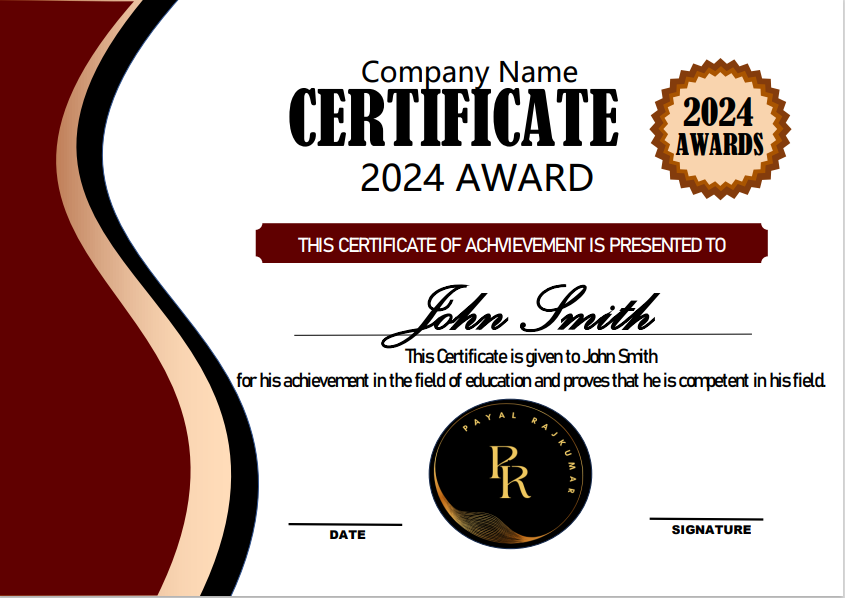 Company Name
CERTIFICATE
2024 AWARD
2024
AWARDS
THIS CERTIFICATE OF ACHVIEVEMENT IS PRESENTED TO
John Smith
This Certificate is given to John Smith
for his achievement in the field of education and proves that he is competent in his field.
PAYAL RAJKUMAR
PR
DATE
SIGNATURE